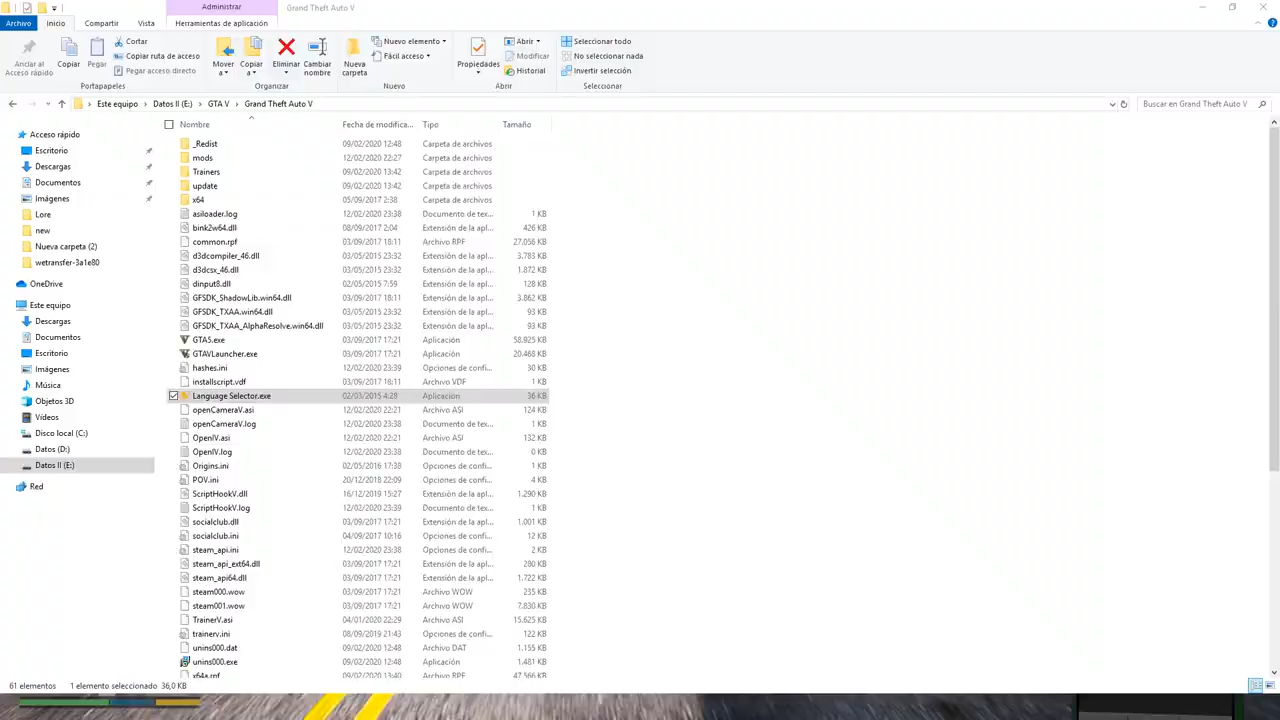 Administrar
Grand Theft Auto V
Archivo Inicio Compartir Vista Herramientas de aplicación
Anclar al Acceso rápido
Copiar
Pegar
Cortar
Copiar ruta de acceso
Pegar acceso directo
Portapapeles
Mover a
Copiar a
Eliminar
Cambiar nombre
Organizar
Nueva carpeta
Nuevo elemento
Fácil acceso
Nuevo
Propiedades
Abrir
Modificar
Historial
Abrir
Seleccionar todo
No seleccionar nada
Invertir selección
Seleccionar
Este equipo > Datos II (E:) > GTA V > Grand Theft Auto V
Buscar en Grand Theft Auto V
Acceso rápido
Escritorio
Descargas
Documentos
Imágenes
Lore
new
Nueva carpeta (2)
wetransfer-3a1e80
OneDrive
Este equipo
Descargas
Documentos
Escritorio
Imágenes
Música
Objetos 3D
Vídeos
Disco local (C:)
Datos (D:)
Datos II (E:)
Red
Nombre Fecha de modifica... Tipo Tamaño
_Redist 09/02/2020 12:48 Carpeta de archivos
mods 12/02/2020 22:27 Carpeta de archivos
Trainers 09/02/2020 13:42 Carpeta de archivos
update 09/02/2020 13:42 Carpeta de archivos
x64 05/09/2017 2:38 Carpeta de archivos
asiloader.log 12/02/2020 23:38 Documento de tex... 1 KB
bink2w64.dll 08/09/2017 2:04 Extensión de la apl... 426 KB
common.rpf 03/09/2017 18:11 Archivo RPF 27.056 KB
d3dcompiler_46.dll 03/05/2015 23:32 Extensión de la apl... 3.783 KB
d3dcsx_46.dll 03/05/2015 23:32 Extensión de la apl... 1.872 KB
dinput8.dll 02/05/2015 7:59 Extensión de la apl... 128 KB
GFSDK_ShadowLib.win64.dll 03/09/2017 18:11 Extensión de la apl... 3.862 KB
GFSDK_TXAA.win64.dll 03/05/2015 23:32 Extensión de la apl... 93 KB
GFSDK_TXAA_AlphaResolve.win64.dll 03/05/2015 23:32 Extensión de la apl... 93 KB
GTA5.exe 03/09/2017 17:21 Aplicación 58.925 KB
GTAVLauncher.exe 03/09/2017 17:21 Aplicación 20.468 KB
hashes.ini 12/02/2020 23:38 Opciones de confi... 30 KB
installscript.vdf 03/09/2017 18:11 Archivo VDF 1 KB
Language Selector.exe 02/03/2015 4:28 Aplicación 36 KB
openCameraV.asi 12/02/2020 22:21 Archivo ASI 124 KB
openCameraV.log 12/02/2020 23:38 Documento de tex... 1 KB
OpenIV.asi 12/02/2020 22:21 Archivo ASI 132 KB
OpenIV.log 12/02/2020 23:38 Documento de tex... 0 KB
Origins.ini 02/05/2016 17:38 Opciones de confi... 1 KB
POV.ini 20/12/2018 22:09 Opciones de confi... 4 KB
ScriptHookV.dll 16/12/2019 15:27 Extensión de la apl... 1.290 KB
ScriptHookV.log 12/02/2020 23:39 Documento de tex... 1 KB
socialclub.dll 03/09/2017 17:21 Extensión de la apl... 1.001 KB
socialclub.ini 04/09/2017 10:16 Opciones de confi... 12 KB
steam_api.ini 12/02/2020 23:38 Opciones de confi... 2 KB
steam_api_ext64.dll 03/09/2017 17:21 Extensión de la apl... 280 KB
steam_api64.dll 03/09/2017 17:21 Extensión de la apl... 1.722 KB
steam000.wow 03/09/2017 17:21 Archivo WOW 235 KB
steam001.wow 03/09/2017 17:21 Archivo WOW 7.830 KB
TrainerV.asi 04/01/2020 22:29 Archivo ASI 15.625 KB
trainerv.ini 08/09/2019 21:43 Opciones de confi... 122 KB
unins000.dat 09/02/2020 12:48 Archivo DAT 1.155 KB
unins000.exe 09/02/2020 12:48 Aplicación 1.481 KB
x64a.rpf 09/02/2020 13:40 Archivo RPF 47.566 KB
61 elementos 1 elemento seleccionado 36,0 KB